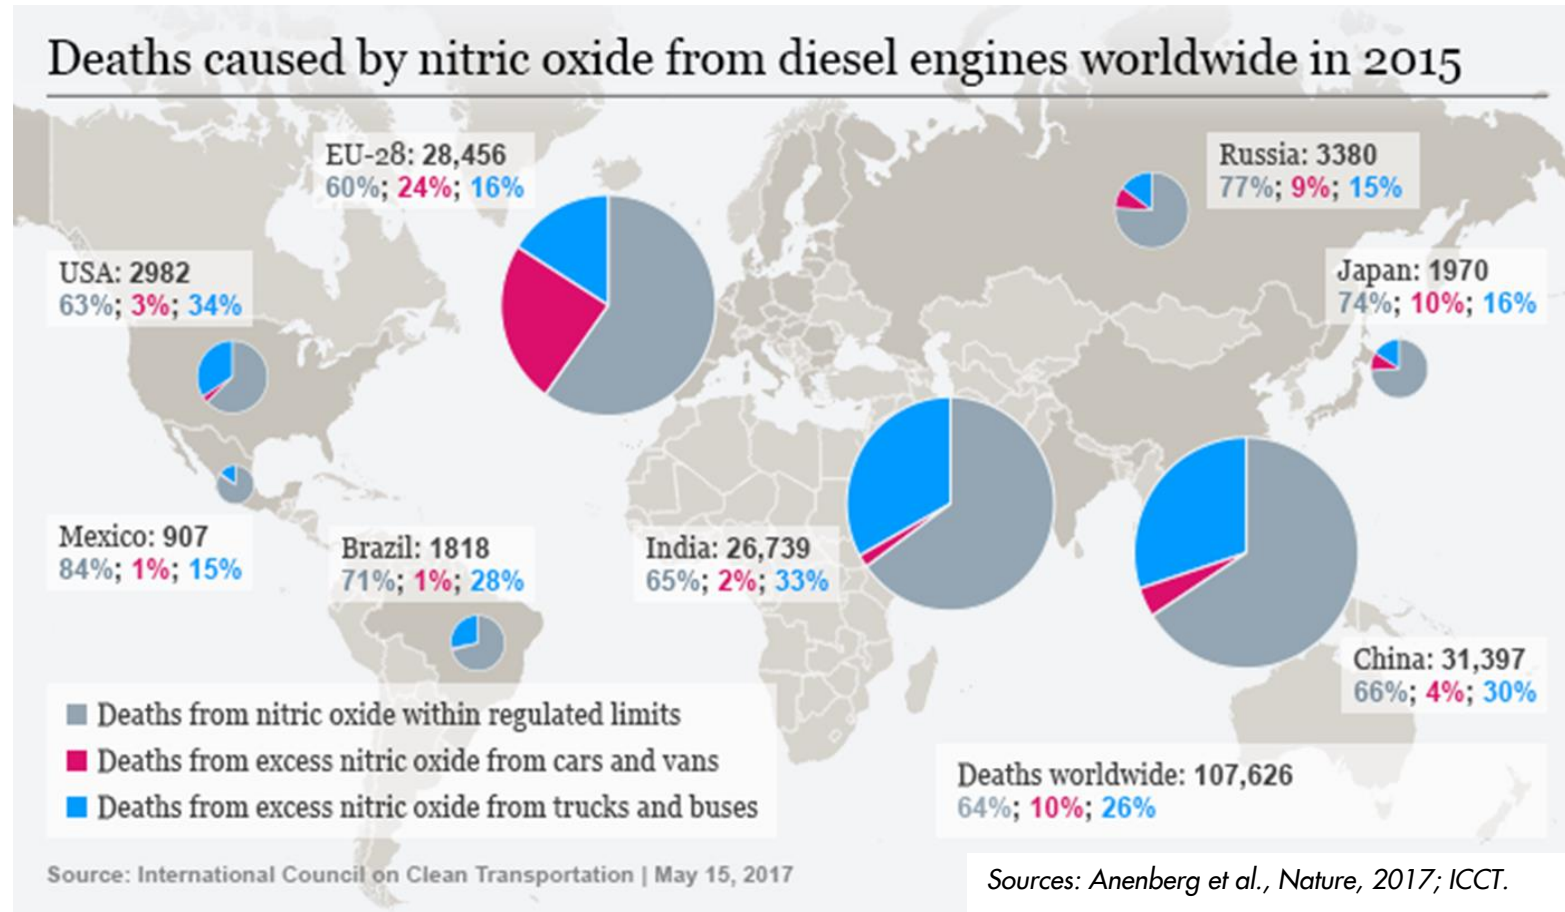 Deaths caused by nitric oxide from diesel engines worldwide in 2015
EU-28: 28,456
60%; 24%; 16%
Russia: 3380
77%; 9%; 15%
USA: 2982
63%; 3%; 34%
Japan: 1970
74%; 10%; 16%
Mexico: 907
84%; 1%; 15%
Brazil: 1818
71%; 1%; 28%
India: 26,739
65%; 2%; 33%
China: 31,397
66%; 4%; 30%
Deaths from nitric oxide within regulated limits
Deaths from excess nitric oxide from cars and vans
Deaths from excess nitric oxide from trucks and buses
Deaths worldwide: 107,626
64%; 10%; 26%
Source: International Council on Clean Transportation | May 15, 2017
Sources: Anenberg et al., Nature, 2017; ICCT.